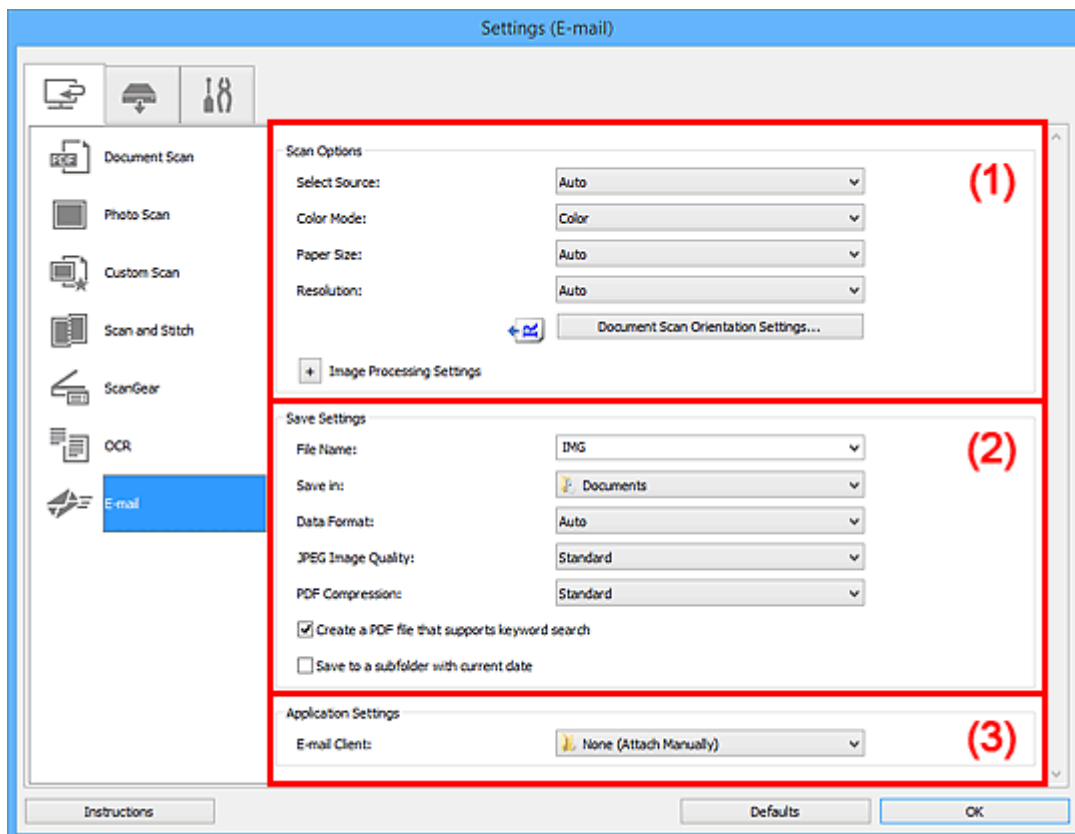 Settings (E-mail)
PDF
Document Scan
Photo Scan
Custom Scan
Scan and Stitch
ScanGear
OCR
E-mail
Scan Options
(1)
Select Source: Auto
Color Mode: Color
Paper Size: Auto
Resolution: Auto
R Document Scan Orientation Settings...
+ Image Processing Settings
Save Settings
(2)
File Name: IMG
Save in: Documents
Data Format: Auto
JPEG Image Quality: Standard
PDF Compression: Standard
Create a PDF file that supports keyword search
Save to a subfolder with current date
Application Settings
(3)
E-mail Client: None (Attach Manually)
Instructions Defaults OK